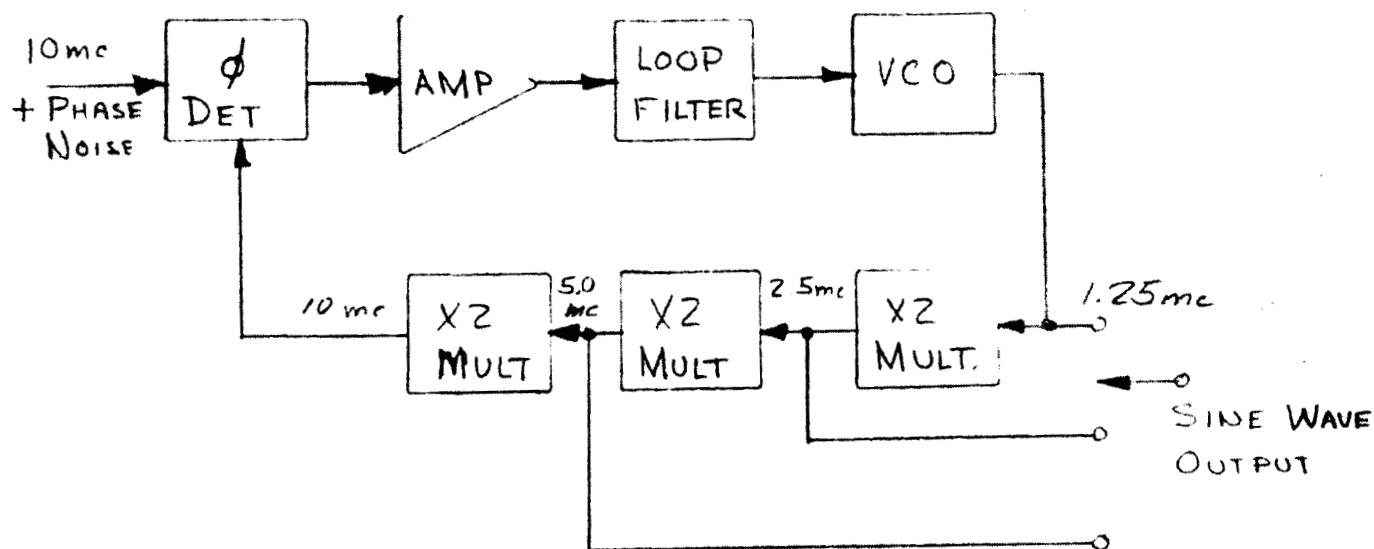 10mc
+ PHASE
NOISE
φ
DET
AMP
LOOP
FILTER
VCO
10 mc
X2
MULT
5.0
mc
X2
MULT
2.5mc
X2
MULT.
1.25mc
SINE WAVE
OUTPUT